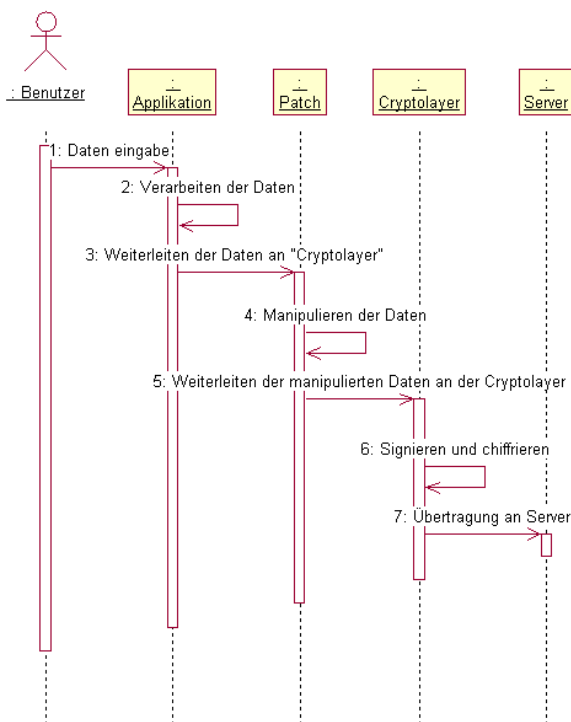 : Benutzer
:
Applikation
:
Patch
:
Cryptolayer
:
Server
1: Daten eingabe
2: Verarbeiten der Daten
3: Weiterleiten der Daten an "Cryptolayer"
4: Manipulieren der Daten
5: Weiterleiten der manipulierten Daten an der Cryptolayer
6: Signieren und chiffrieren
7: Übertragung an Server